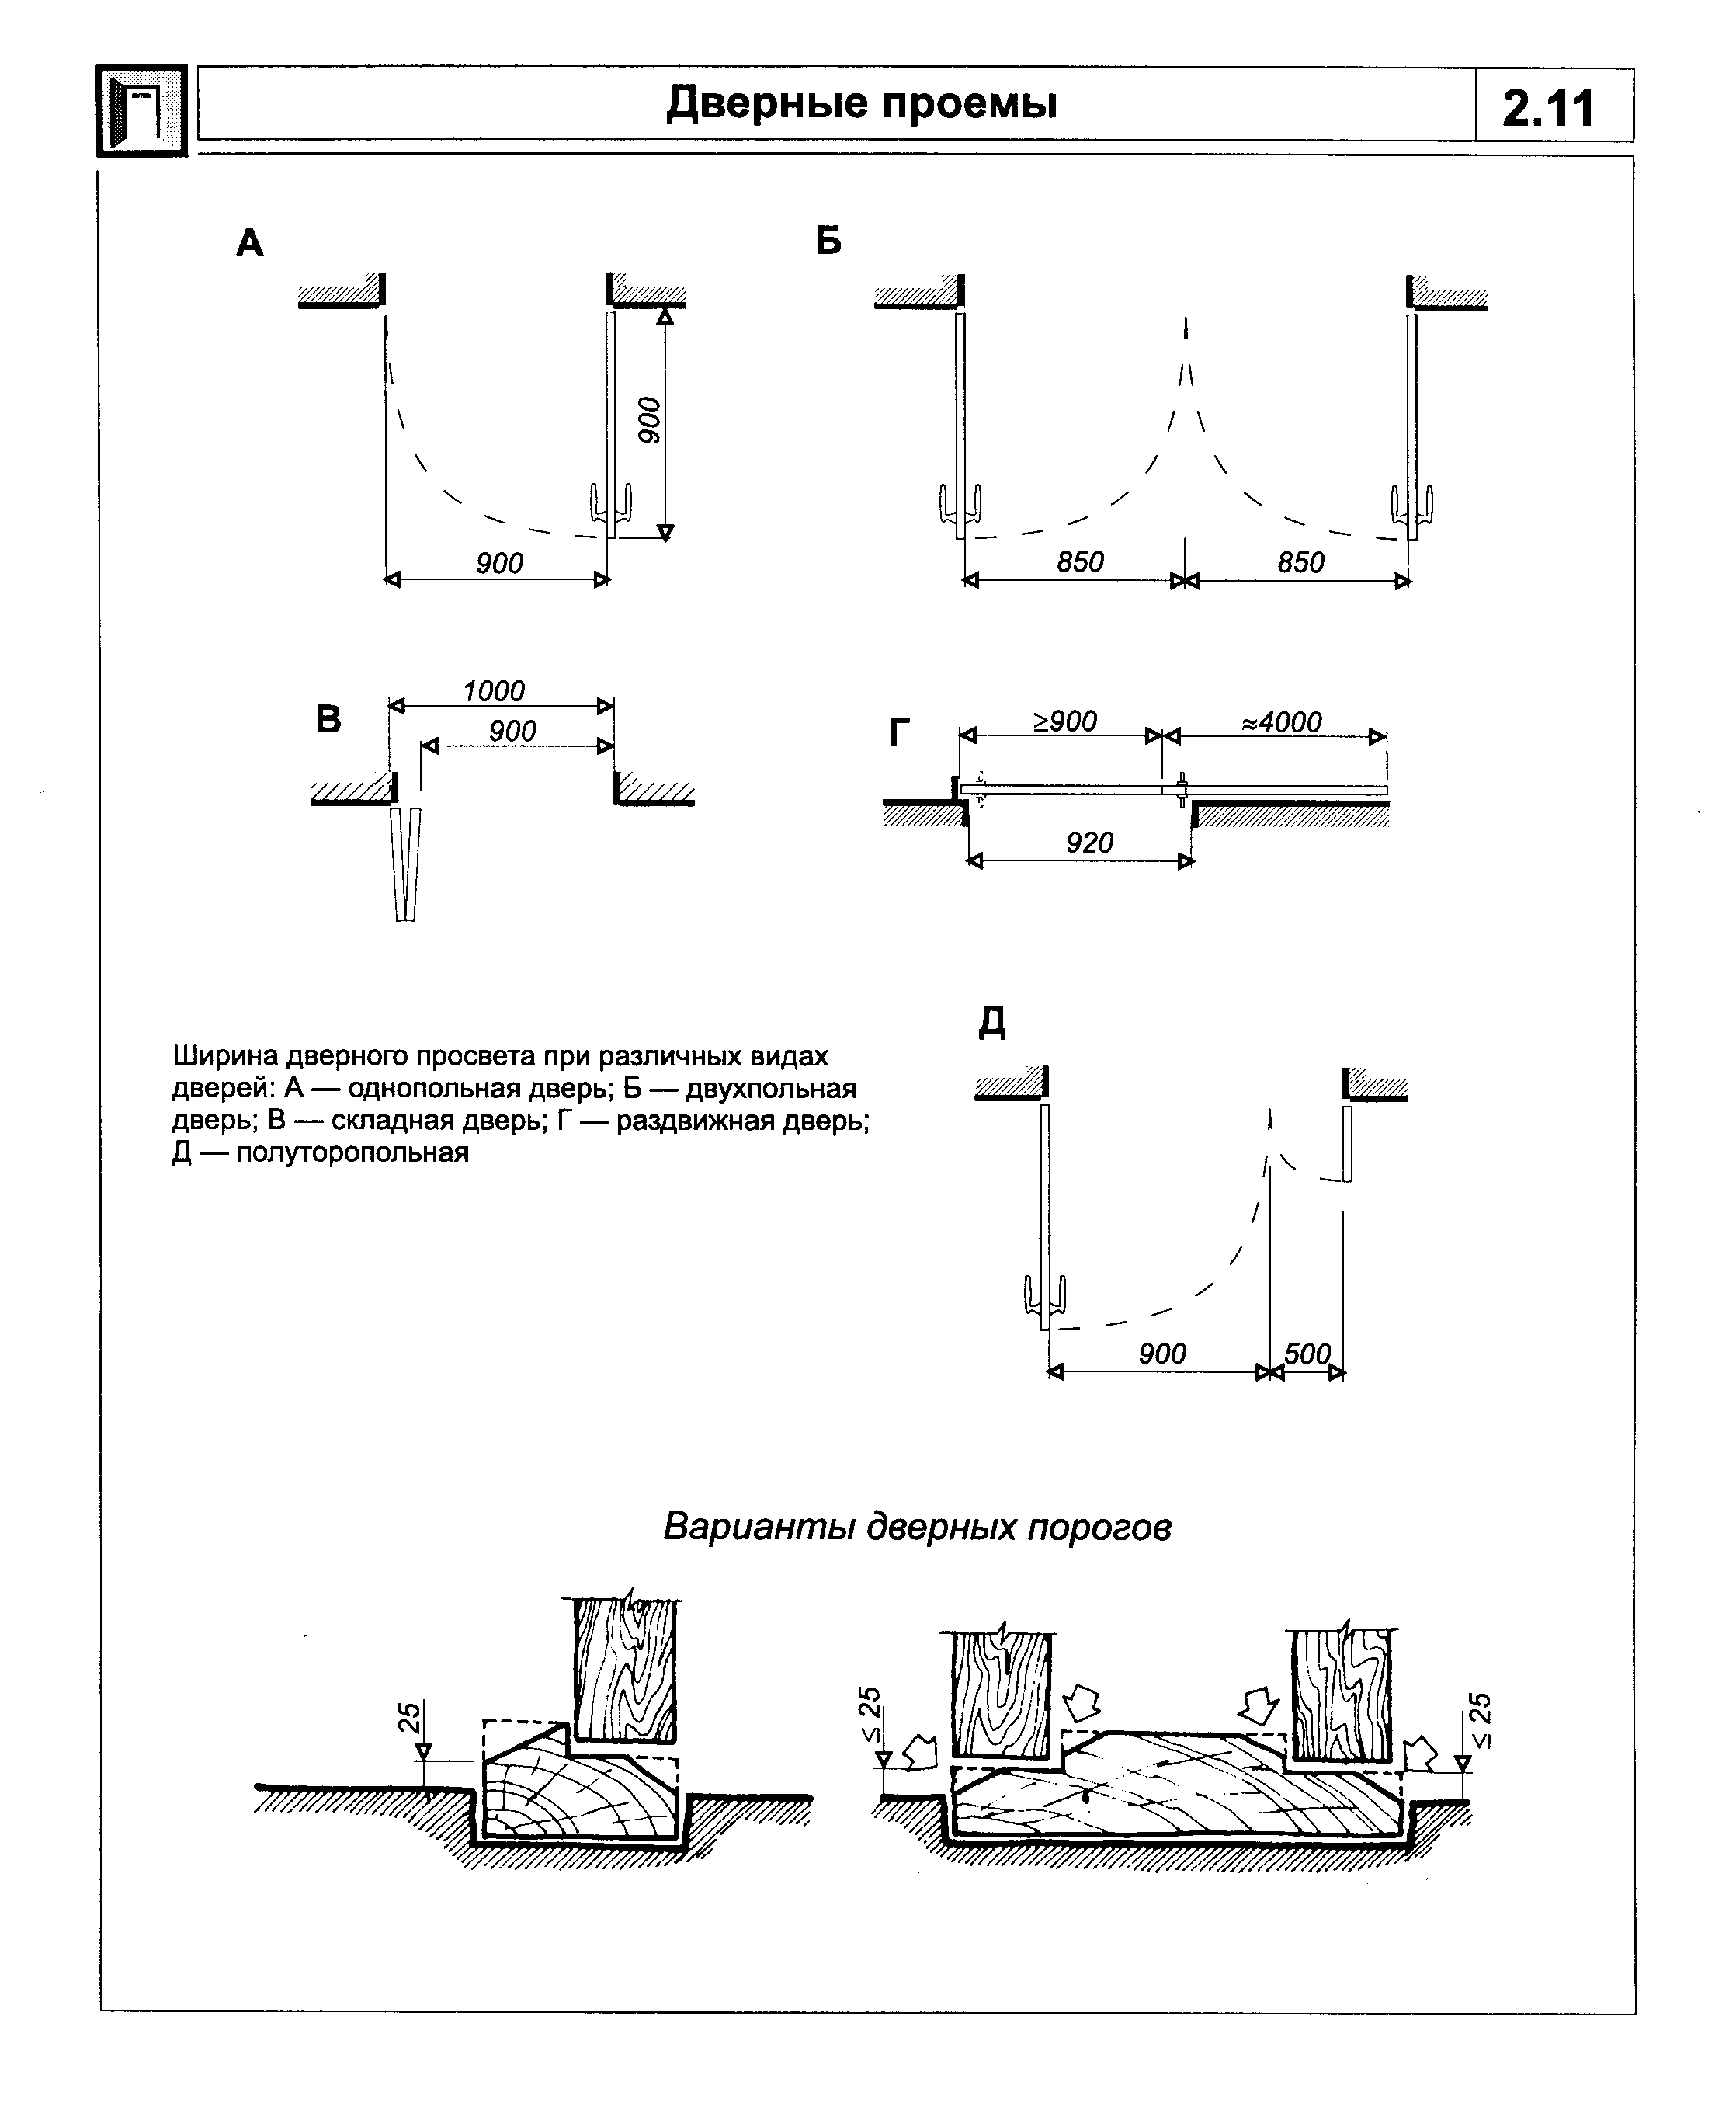 Дверные проемы
2.11
А
Б
900
900
850
850
В
1000
900
Г
≥900
≈4000
920
Д
Ширина дверного просвета при различных видах
дверей: А — однопольная дверь; Б — двухпольная
дверь; В — складная дверь; Г — раздвижная дверь;
Д — полуторопольная
900
500
Варианты дверных порогов
25
≤ 25
≤ 25